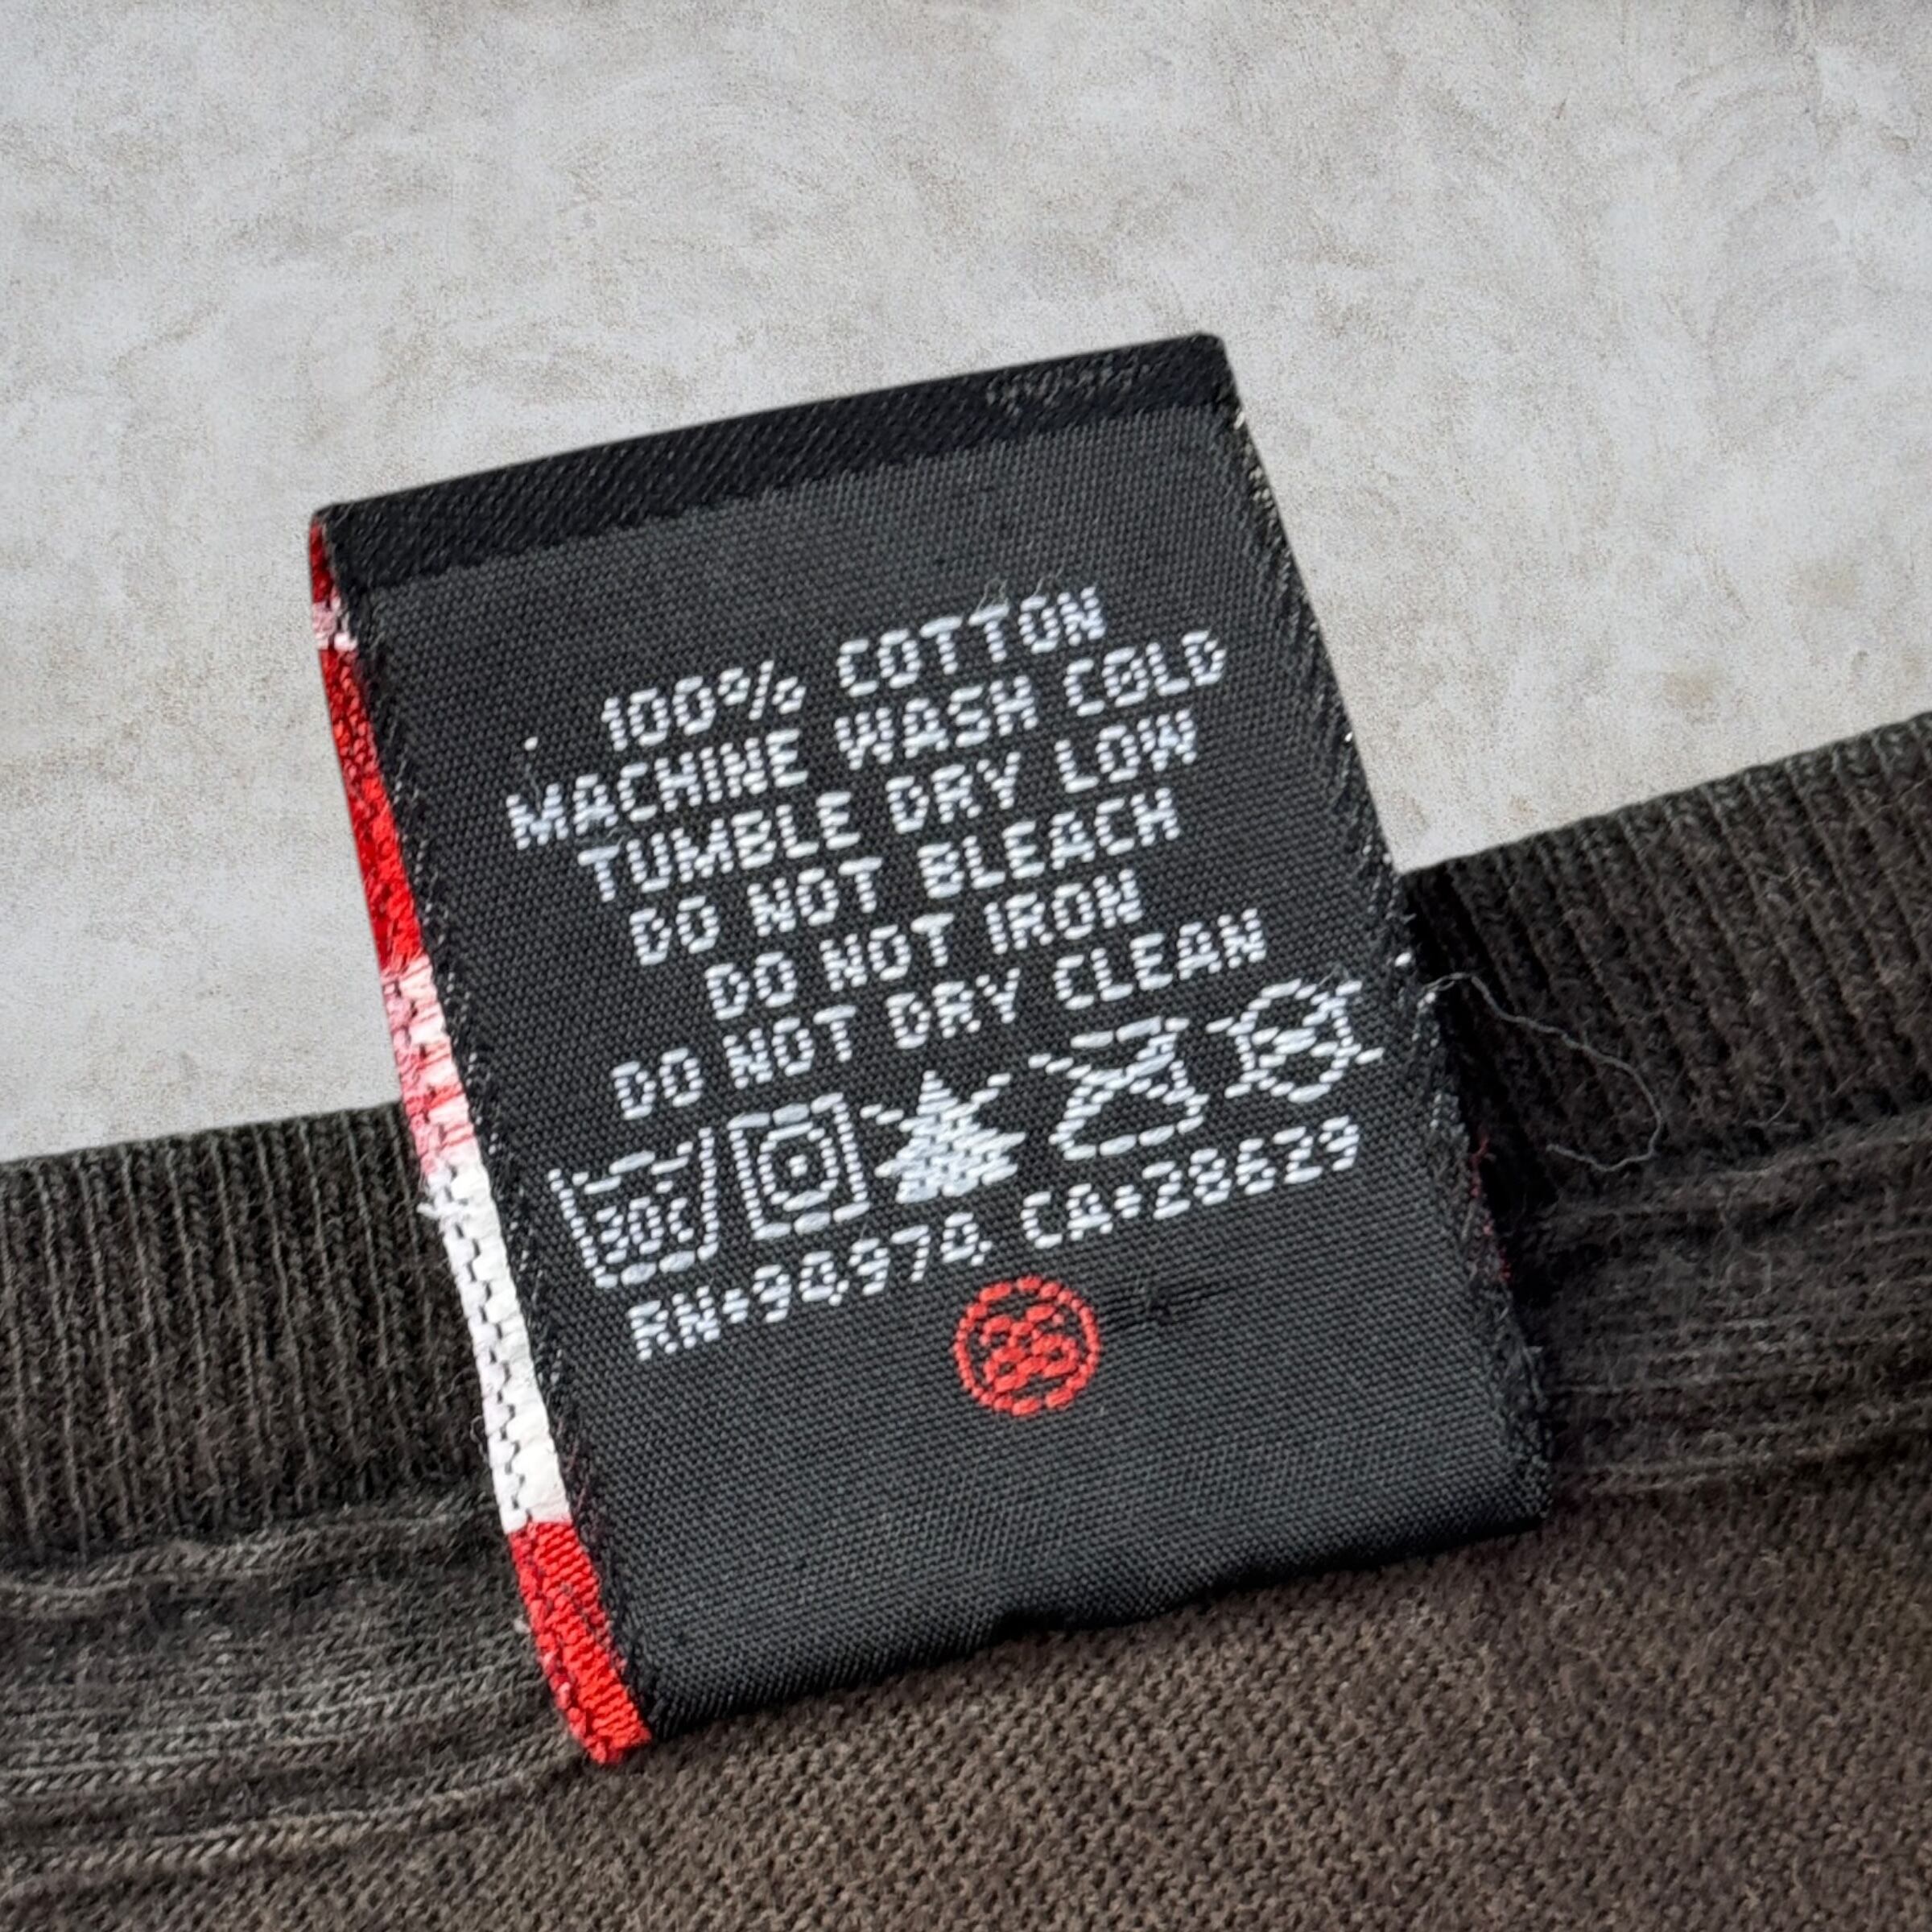 100% COTTON
MACHINE WASH COLD
TUMBLE DRY LOW
DO NOT BLEACH
DO NOT IRON
DO NOT DRY CLEAN
30C
RN#94974 CA#28629